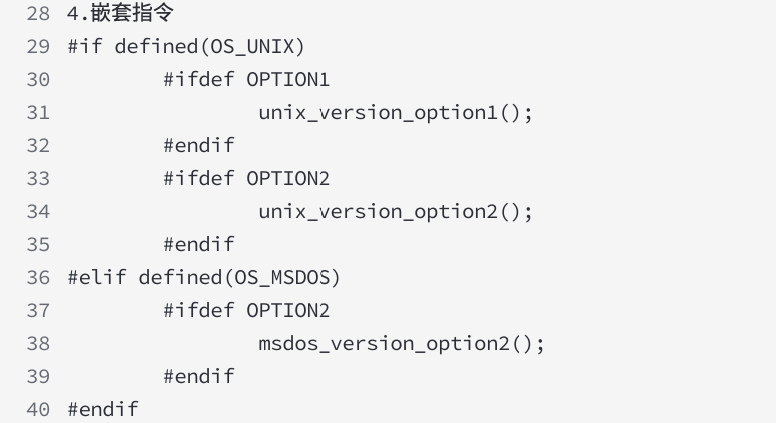 28 4.嵌套指令
29 #if defined(OS_UNIX)
30         #ifdef OPTION1
31                 unix_version_option1();
32         #endif
33         #ifdef OPTION2
34                 unix_version_option2();
35         #endif
36 #elif defined(OS_MSDOS)
37         #ifdef OPTION2
38                 msdos_version_option2();
39         #endif
40 #endif